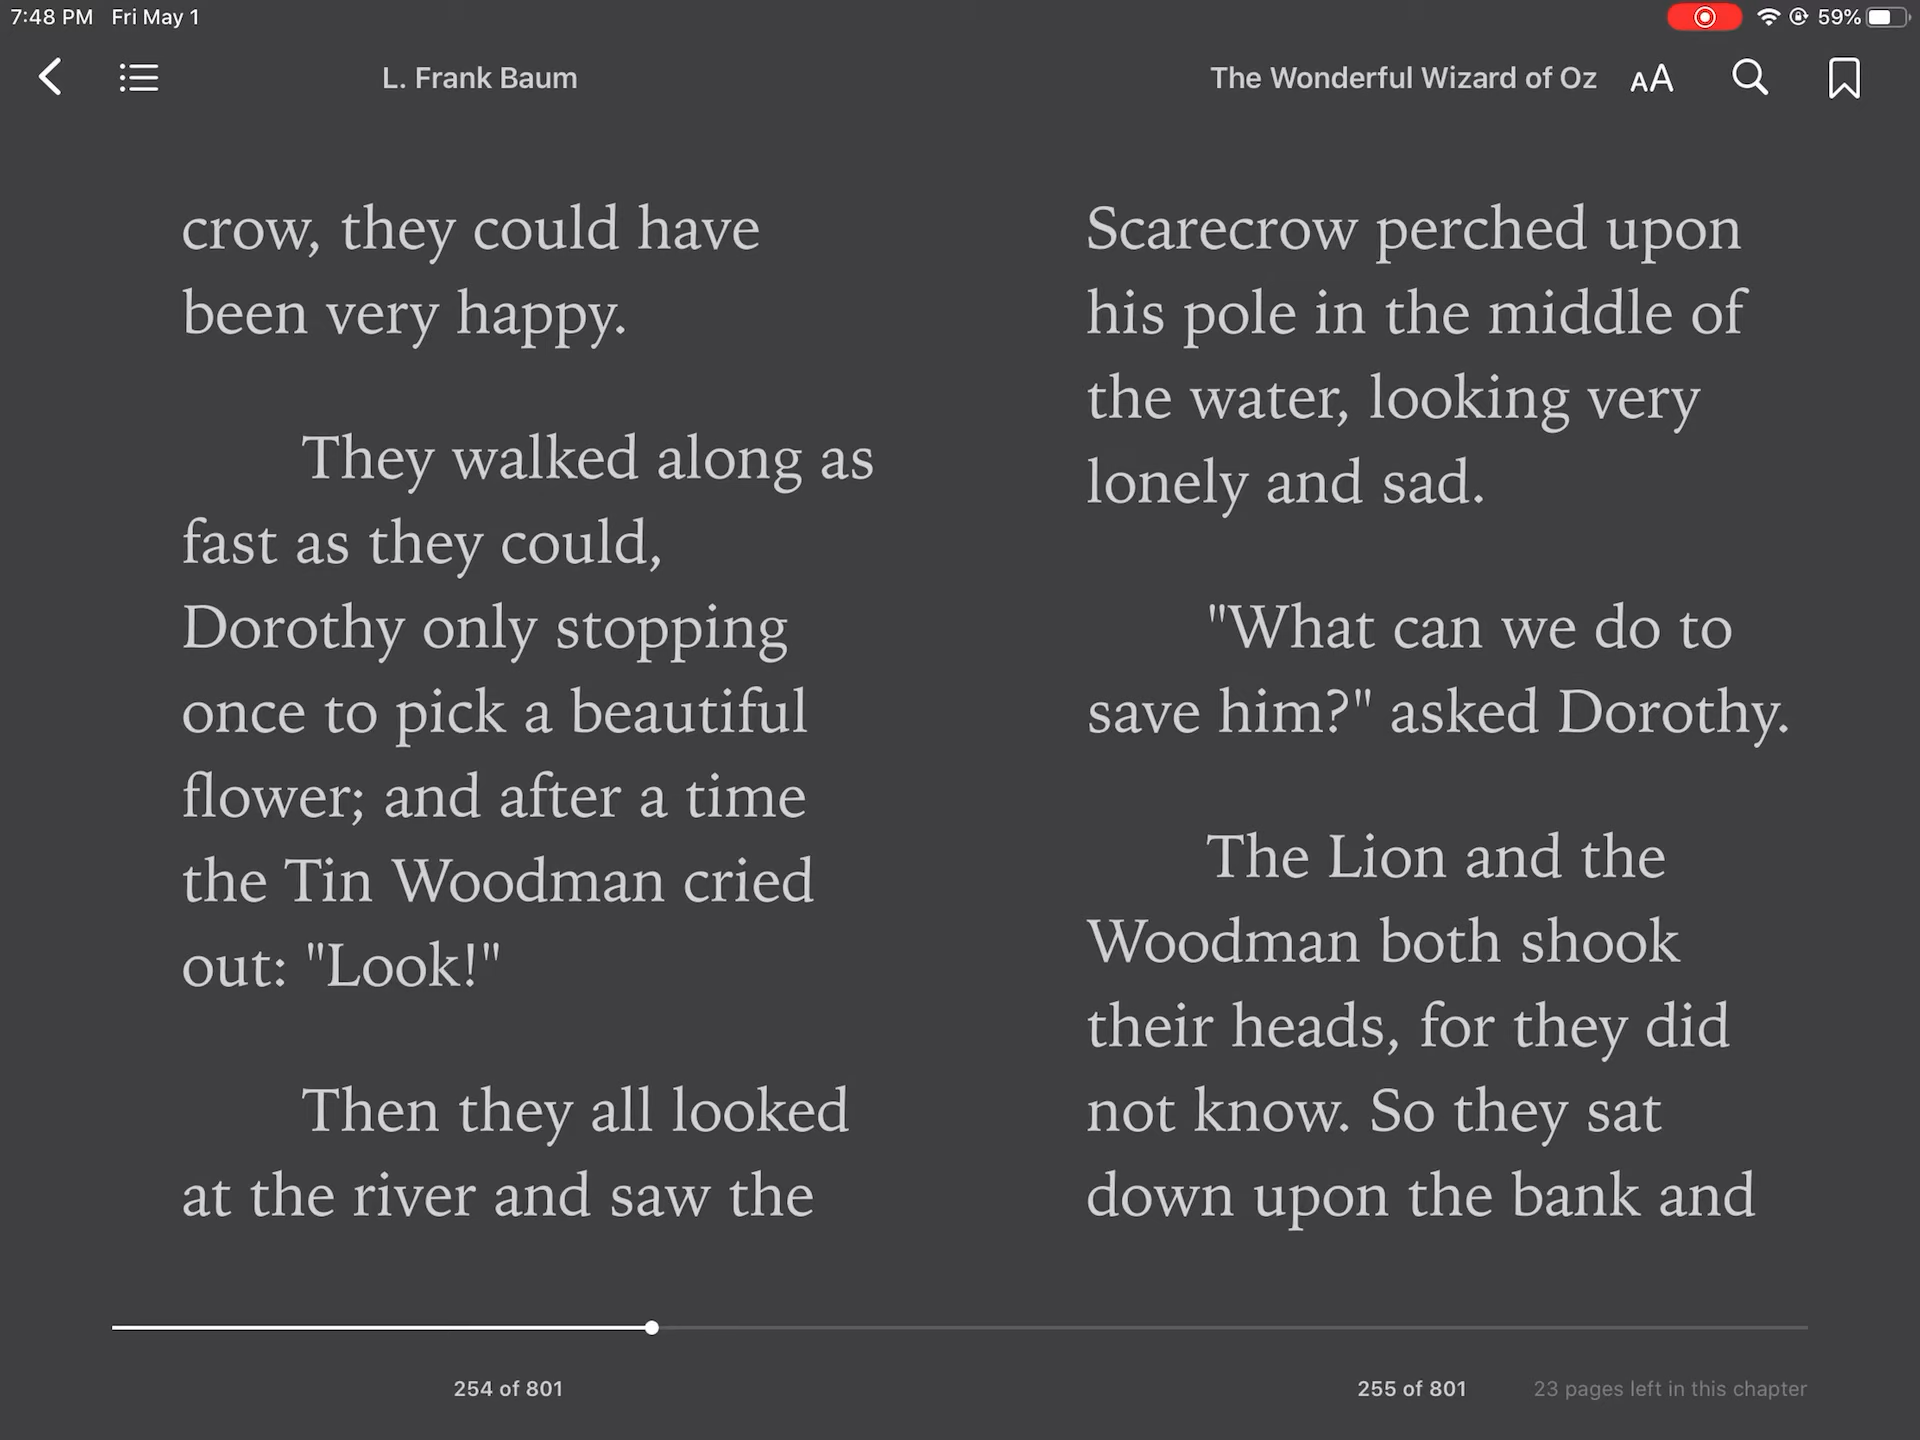 7:48 PM Fri May 1
59%
L. Frank Baum
The Wonderful Wizard of Oz
AA
crow, they could have
been very happy.
They walked along as
fast as they could,
Dorothy only stopping
once to pick a beautiful
flower; and after a time
the Tin Woodman cried
out: "Look!"
Then they all looked
at the river and saw the
Scarecrow perched upon
his pole in the middle of
the water, looking very
lonely and sad.
"What can we do to
save him?" asked Dorothy.
The Lion and the
Woodman both shook
their heads, for they did
not know. So they sat
down upon the bank and
254 of 801
255 of 801
23 pages left in this chapter